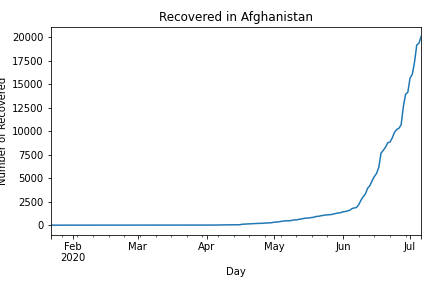 Recovered in Afghanistan
20000
17500
15000
12500
10000
7500
5000
2500
0
Number of Recovered
Feb
2020
Mar
Apr
May
Jun
Jul
Day